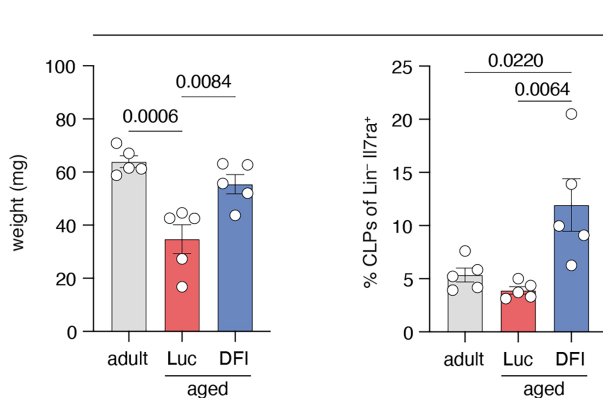 weight (mg)
100
80
60
40
20
0
0.0006
0.0084
adult
Luc
DFI
aged
% CLPs of Lin⁻ Il7ra⁺
25
20
15
10
5
0
0.0220
0.0064
adult
Luc
DFI
aged